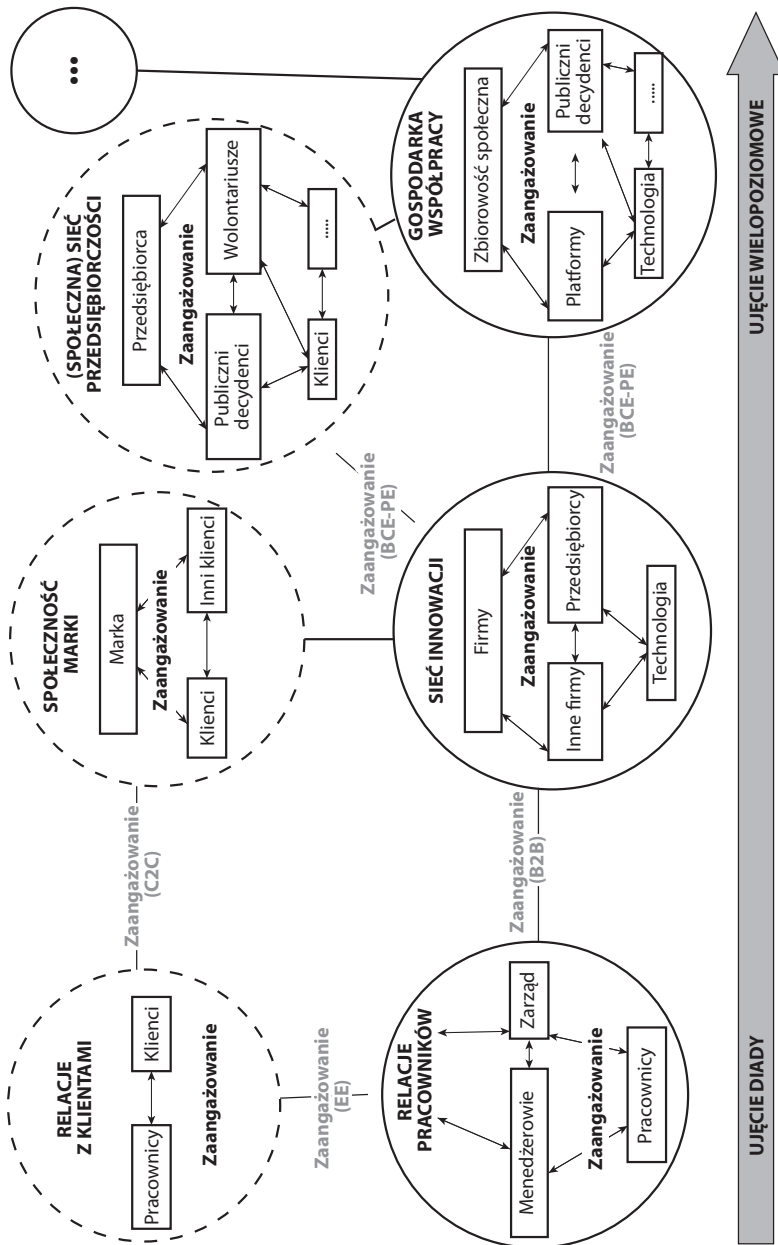 RELACJE
Z KLIENTAMI
Pracownicy
Klienci
Zaangażowanie
Zaangażowanie
(C2C)
SPOŁECZNOŚĆ
MARKI
Marka
Zaangażowanie
Klienci
Inni klienci
(SPOŁECZNA) SIEĆ
PRZEDSIĘBIORCZOŚCI
Przedsiębiorca
Zaangażowanie
Publiczni
decydenci
Wolontariusze
Klienci
.....
...
Zaangażowanie
(EE)
Zaangażowanie
(BCE-PE)
RELACJE
PRACOWNIKÓW
Menedżerowie
Zarząd
Zaangażowanie
Pracownicy
Zaangażowanie
(B2B)
SIEĆ INNOWACJI
Firmy
Zaangażowanie
Inne firmy
Przedsiębiorcy
Technologia
Zaangażowanie
(BCE-PE)
GOSPODARKA
WSPÓŁPRACY
Zbiorowość społeczna
Zaangażowanie
Platformy
Publiczni
decydenci
Technologia
.....
UJĘCIE DIADY
UJĘCIE WIELOPOZIOMOWE